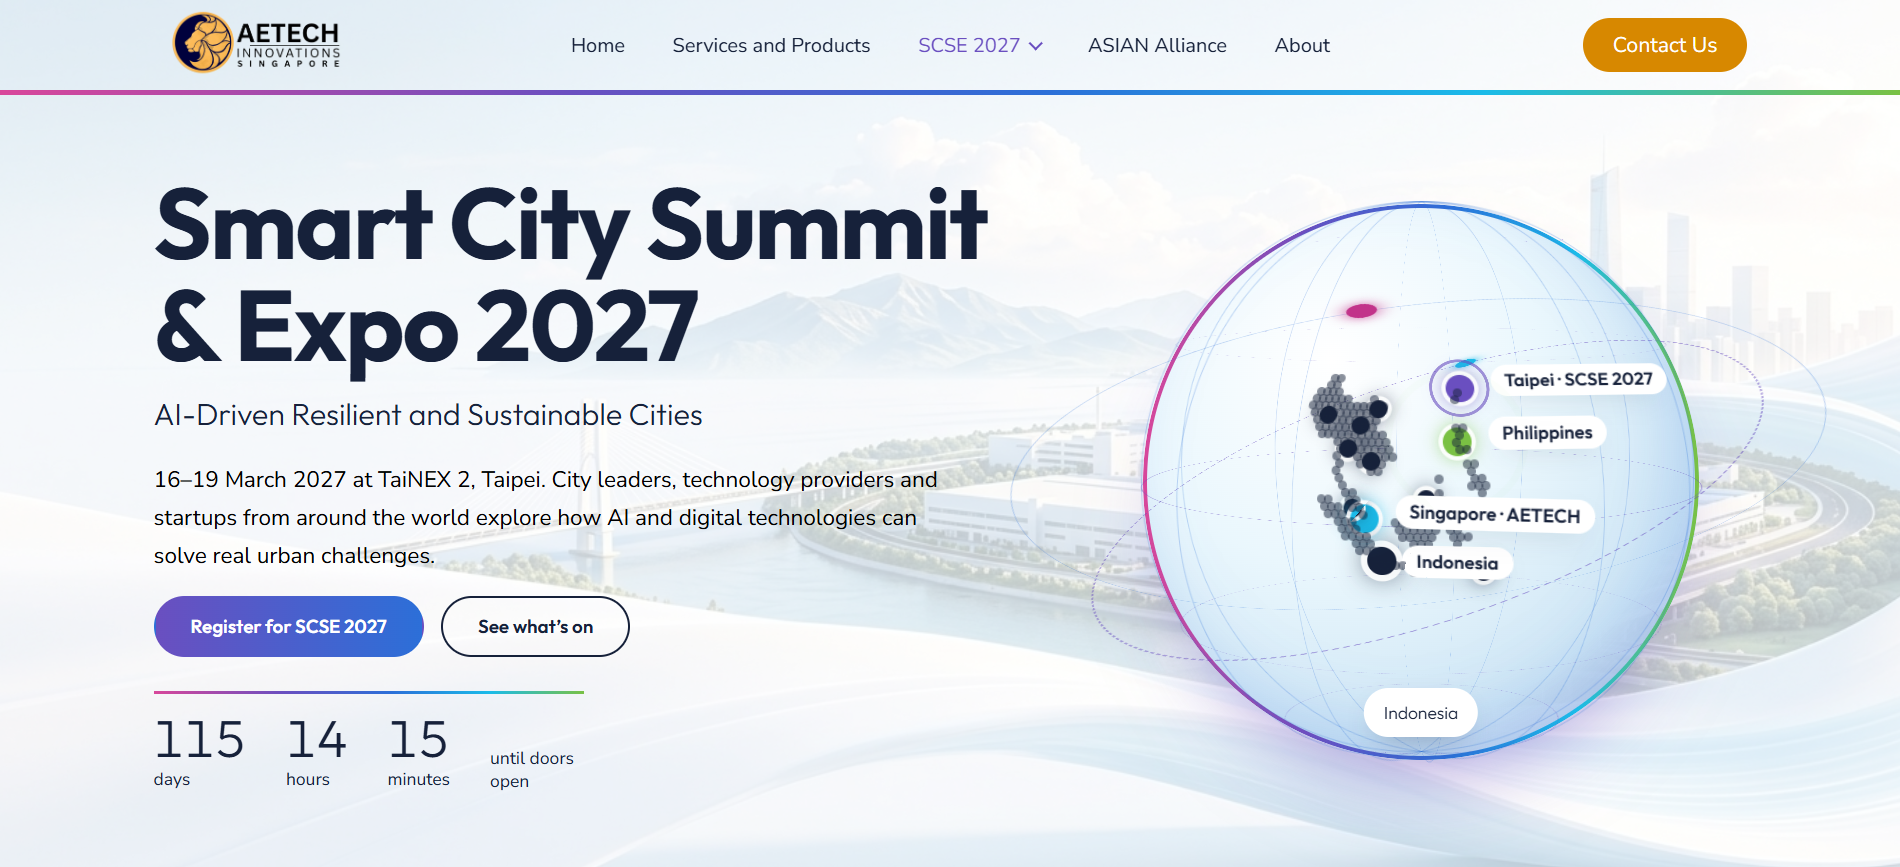 AETECH
INNOVATIONS
SINGAPORE
Home
Services and Products
SCSE 2027
ASIAN Alliance
About
Contact Us
Smart City Summit
& Expo 2027
AI-Driven Resilient and Sustainable Cities
16–19 March 2027 at TaiNEX 2, Taipei. City leaders, technology providers and
startups from around the world explore how AI and digital technologies can
solve real urban challenges.
Register for SCSE 2027
See what’s on
115
days
14
hours
15
minutes
until doors
open
Taipei · SCSE 2027
Philippines
Singapore · AETECH
Indonesia
Indonesia